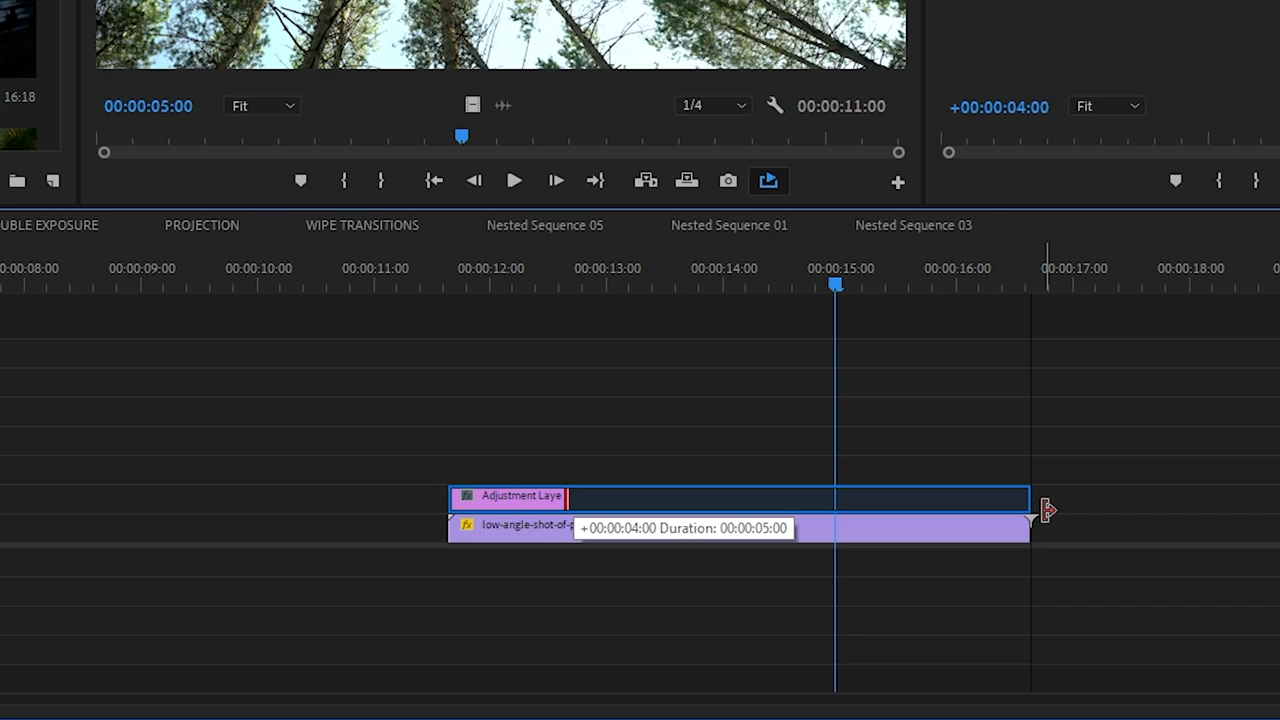 16:18
00:00:05:00 Fit 1/4 00:00:11:00 +00:00:04:00 Fit
UBLE EXPOSURE PROJECTION WIPE TRANSITIONS Nested Sequence 05 Nested Sequence 01 Nested Sequence 03
0:00:08:00 00:00:09:00 00:00:10:00 00:00:11:00 00:00:12:00 00:00:13:00 00:00:14:00 00:00:15:00 00:00:16:00 00:00:17:00 00:00:18:00
fx Adjustment Laye
fx low-angle-shot-of-p
+00:00:04:00 Duration: 00:00:05:00